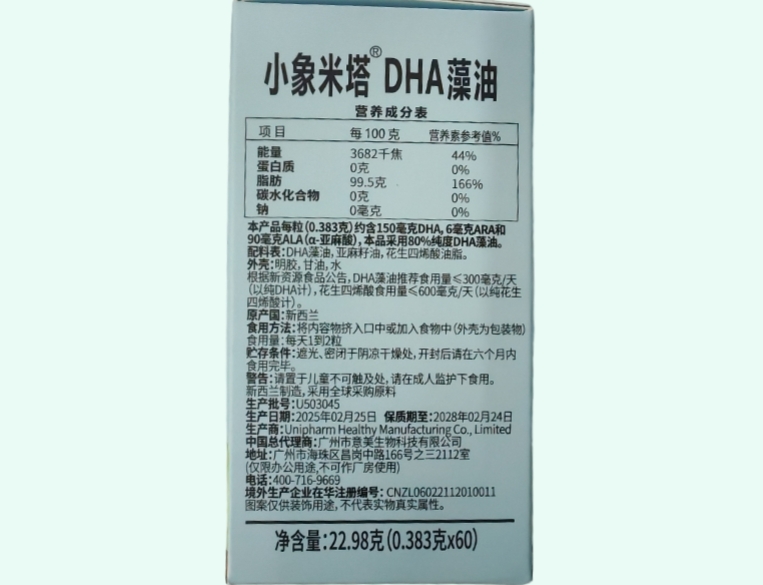 小象米塔® DHA藻油
营养成分表
项目 每100克 营养素参考值%
能量 3682千焦 44%
蛋白质 0克 0%
脂肪 99.5克 166%
碳水化合物 0克 0%
钠 0毫克 0%
本产品每粒(0.383克)约含150毫克DHA, 6毫克ARA和
90毫克ALA(α-亚麻酸),本品采用80%纯度DHA藻油。
配料表:DHA藻油,亚麻籽油,花生四烯酸油脂。
外壳:明胶,甘油,水
根据新资源食品公告,DHA藻油推荐食用量≤300毫克/天
(以纯DHA计),花生四烯酸食用量≤600毫克/天(以纯花生
四烯酸计)。
原产国:新西兰
食用方法:将内容物挤入口中或加入食物中(外壳为包装物)
食用量:每天1到2粒
贮存条件:遮光、密闭于阴凉干燥处,开封后请在六个月内
食用完毕。
警告:请置于儿童不可触及处,请在成人监护下食用。
新西兰制造,采用全球采购原料
生产批号:U503045
生产日期:2025年02月25日 保质期至:2028年02月24日
生产商:Unipharm Healthy Manufacturing Co., Limited
中国总代理商:广州市意美生物科技有限公司
地址:广州市海珠区昌岗中路166号之三2112室
(仅限办公用途,不可作厂房使用)
电话:400-716-9669
境外生产企业在华注册编号: CNZL06022112010011
图案仅供装饰用途,不代表实物真实属性。
净含量:22.98克(0.383克x60)